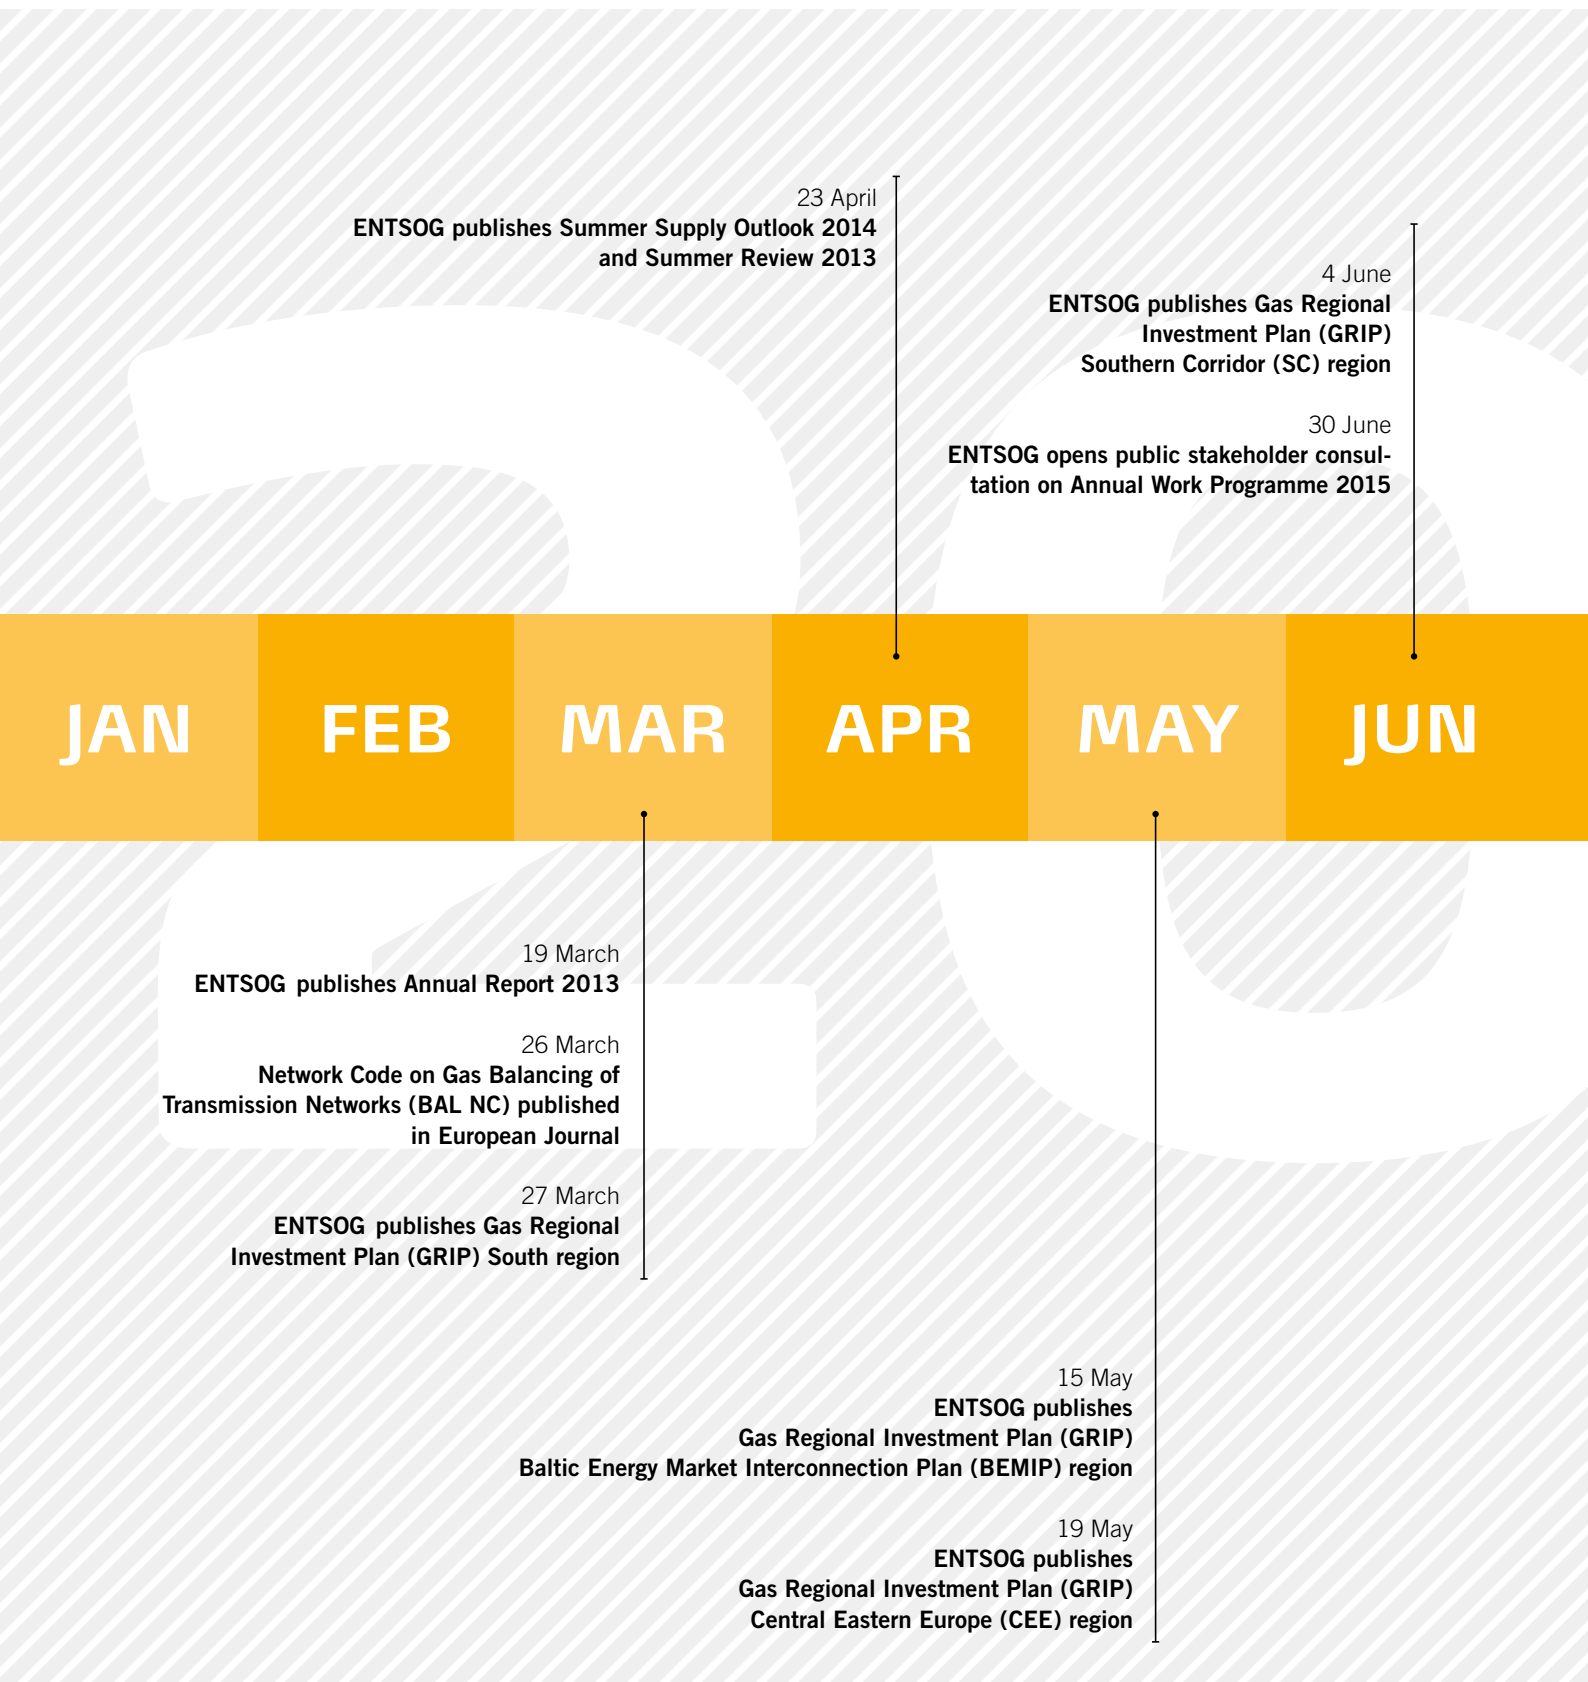 23 April
ENTSOG publishes Summer Supply Outlook 2014
and Summer Review 2013
4 June
ENTSOG publishes Gas Regional
Investment Plan (GRIP)
Southern Corridor (SC) region
30 June
ENTSOG opens public stakeholder consul-
tation on Annual Work Programme 2015
JAN FEB MAR APR MAY JUN
19 March
ENTSOG publishes Annual Report 2013
26 March
Network Code on Gas Balancing of
Transmission Networks (BAL NC) published
in European Journal
27 March
ENTSOG publishes Gas Regional
Investment Plan (GRIP) South region
15 May
ENTSOG publishes
Gas Regional Investment Plan (GRIP)
Baltic Energy Market Interconnection Plan (BEMIP) region
19 May
ENTSOG publishes
Gas Regional Investment Plan (GRIP)
Central Eastern Europe (CEE) region
20